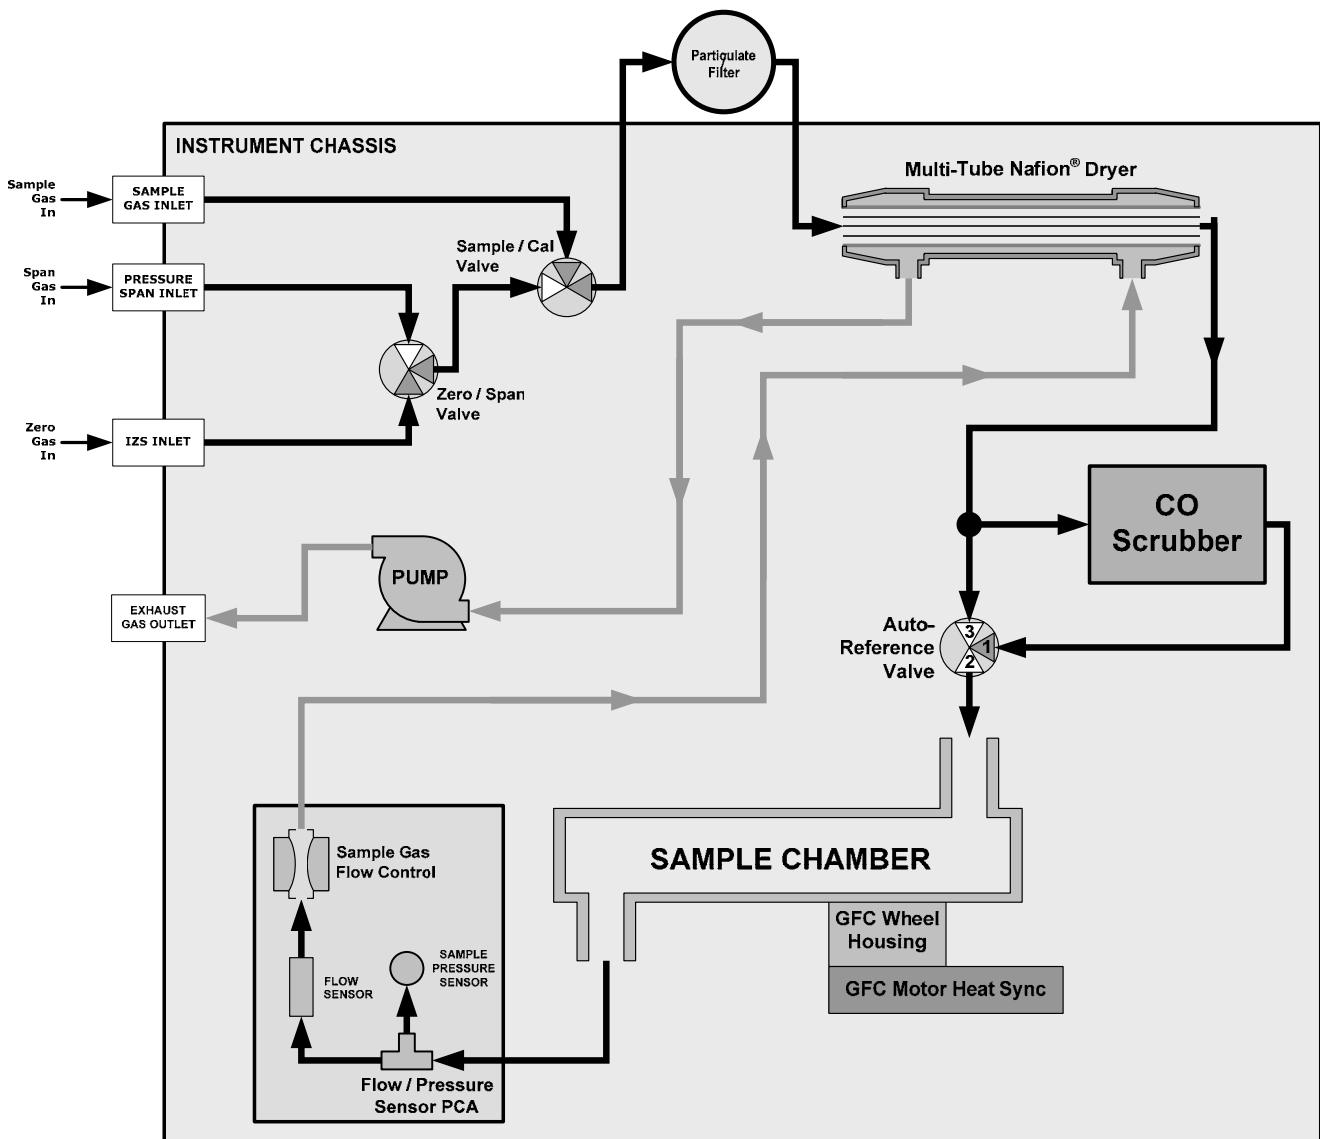 Particulate
Filter
INSTRUMENT CHASSIS
Multi-Tube Nafion® Dryer
Sample
Gas
In
SAMPLE
GAS INLET
Sample / Cal
Valve
Span
Gas
In
PRESSURE
SPAN INLET
Zero / Span
Valve
Zero
Gas
In
IZS INLET
CO
Scrubber
PUMP
EXHAUST
GAS OUTLET
Auto-
Reference
Valve
3
1
2
Sample Gas
Flow Control
SAMPLE CHAMBER
GFC Wheel
Housing
GFC Motor Heat Sync
SAMPLE
PRESSURE
SENSOR
FLOW
SENSOR
Flow / Pressure
Sensor PCA